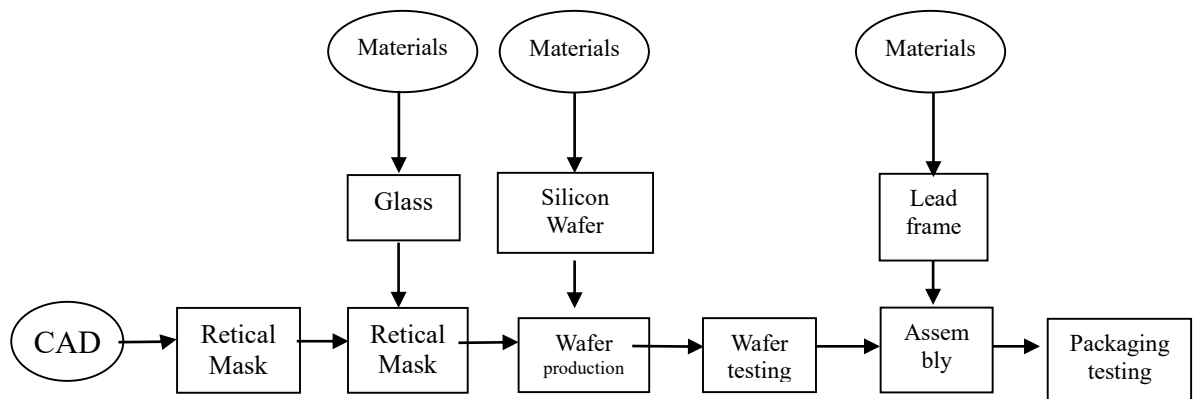 Materials
Materials
Materials
Glass
Silicon
Wafer
Lead
frame
CAD
Retical
Mask
Retical
Mask
Wafer
production
Wafer
testing
Assem
bly
Packaging
testing